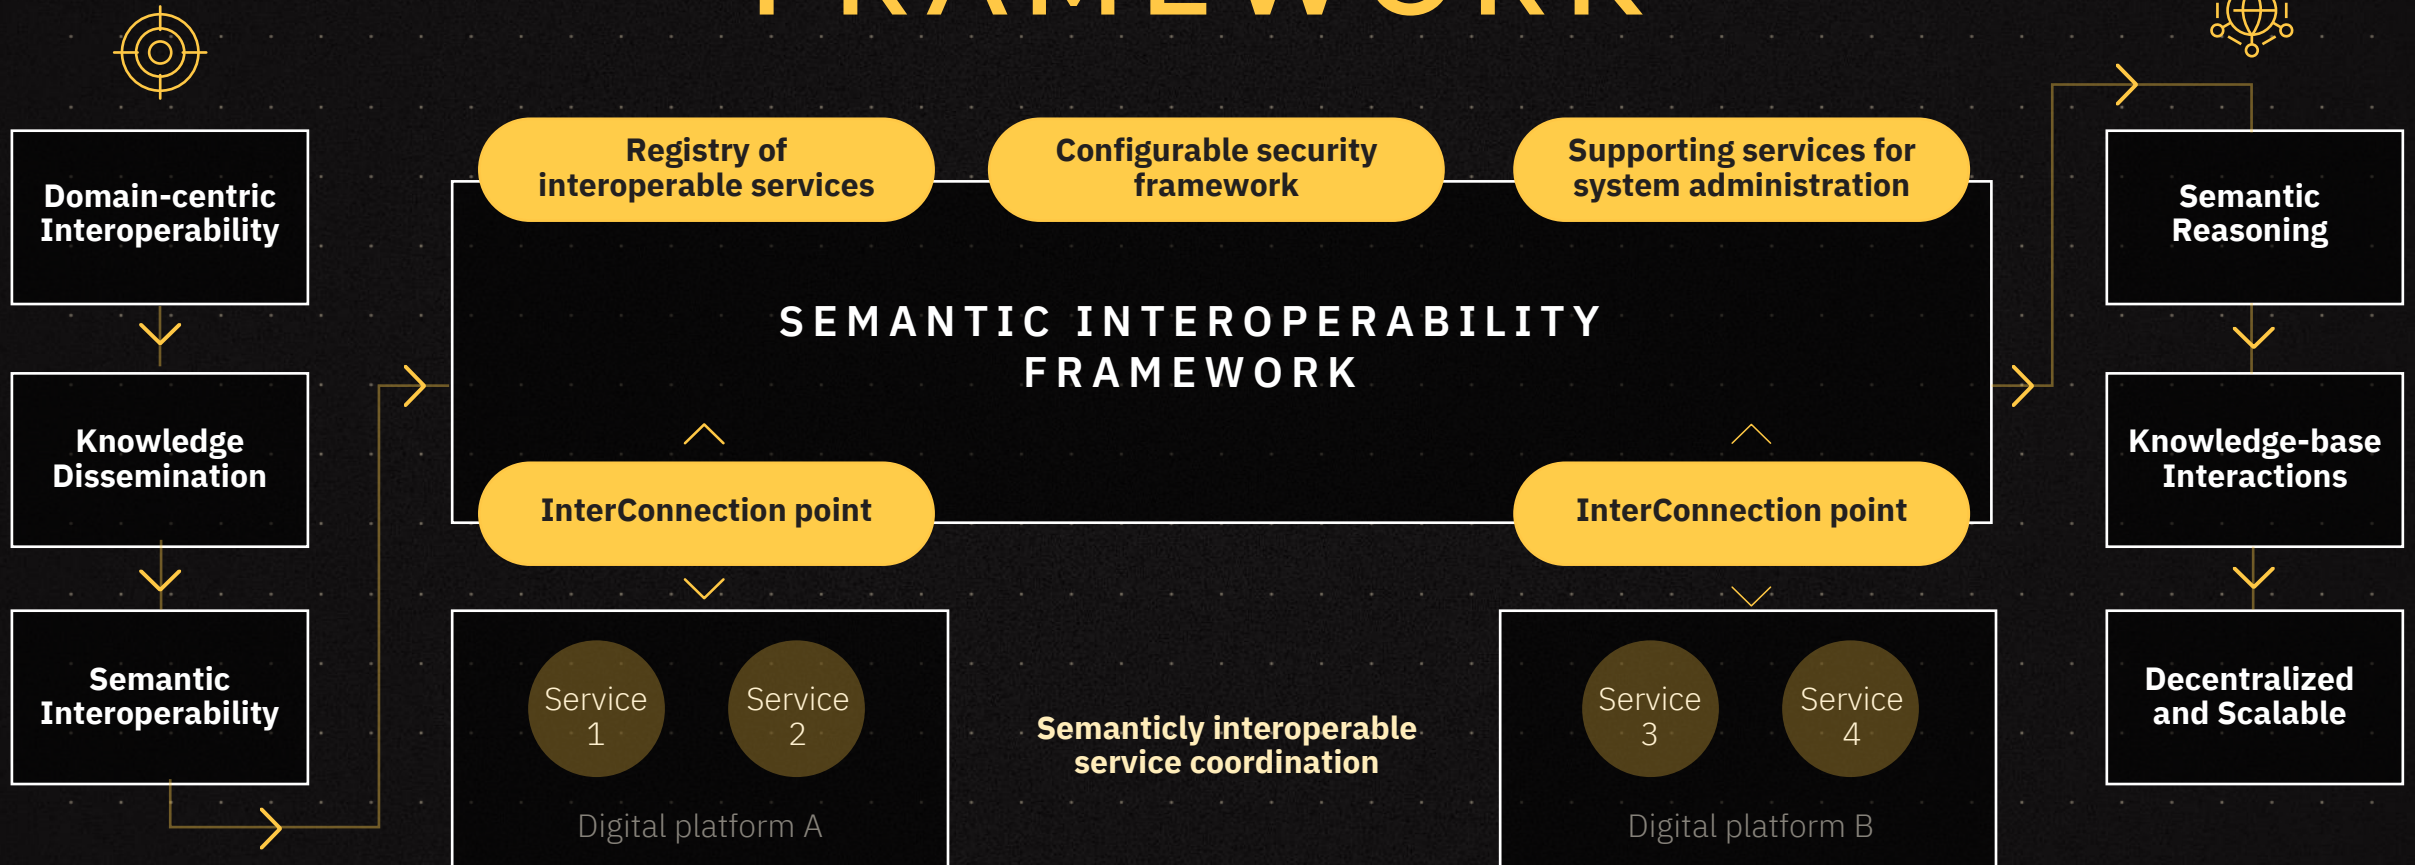 FRAMEWORK
Domain-centric
Interoperability
Knowledge
Dissemination
Semantic
Interoperability
Registry of
interoperable services
Configurable security
framework
Supporting services for
system administration
SEMANTIC INTEROPERABILITY
FRAMEWORK
InterConnection point
InterConnection point
Service
1
Service
2
Digital platform A
Semanticly interoperable
service coordination
Service
3
Service
4
Digital platform B
Semantic
Reasoning
Knowledge-base
Interactions
Decentralized
and Scalable